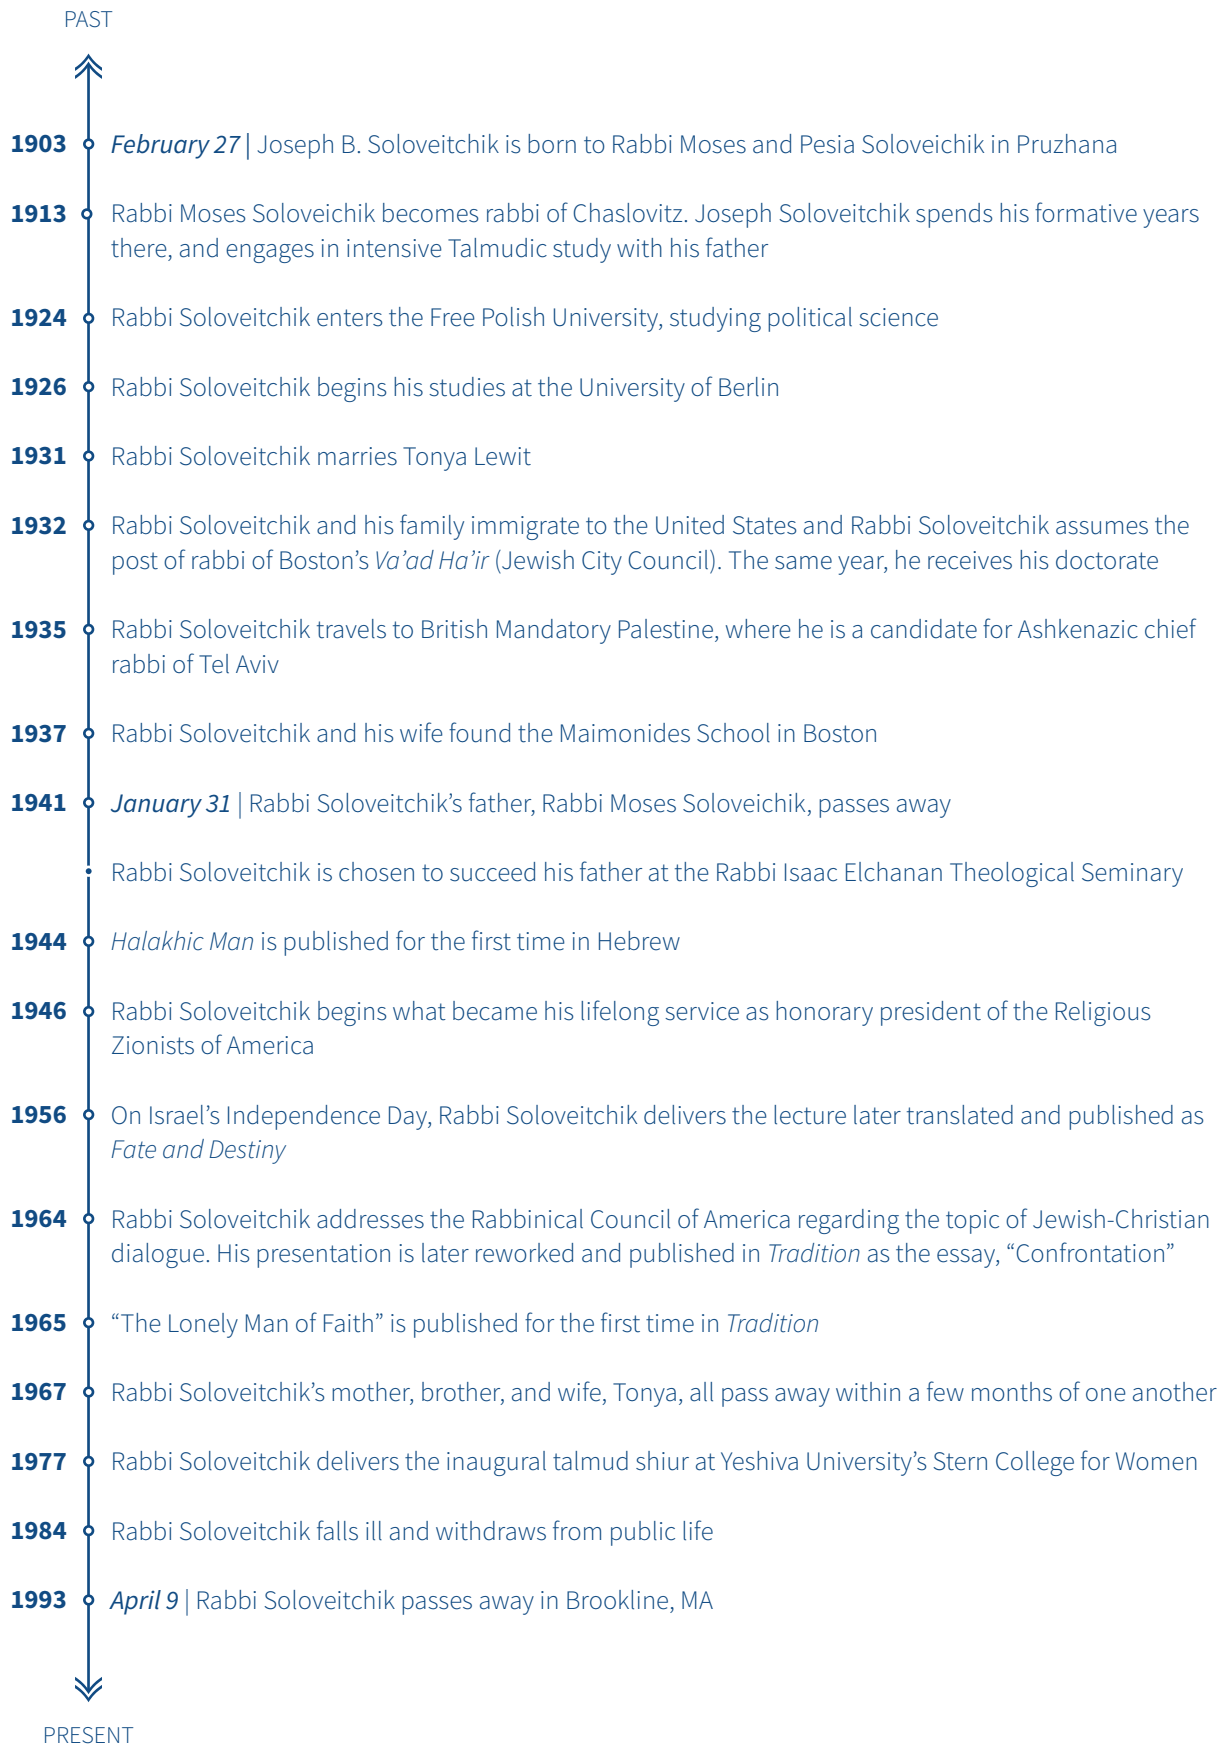 PAST
1903 February 27 | Joseph B. Soloveitchik is born to Rabbi Moses and Pesia Soloveichik in Pruzhana
1913 Rabbi Moses Soloveichik becomes rabbi of Chaslovitz. Joseph Soloveitchik spends his formative years
there, and engages in intensive Talmudic study with his father
1924 Rabbi Soloveitchik enters the Free Polish University, studying political science
1926 Rabbi Soloveitchik begins his studies at the University of Berlin
1931 Rabbi Soloveitchik marries Tonya Lewit
1932 Rabbi Soloveitchik and his family immigrate to the United States and Rabbi Soloveitchik assumes the
post of rabbi of Boston’s Va’ad Ha’ir (Jewish City Council). The same year, he receives his doctorate
1935 Rabbi Soloveitchik travels to British Mandatory Palestine, where he is a candidate for Ashkenazic chief
rabbi of Tel Aviv
1937 Rabbi Soloveitchik and his wife found the Maimonides School in Boston
1941 January 31 | Rabbi Soloveitchik’s father, Rabbi Moses Soloveichik, passes away
Rabbi Soloveitchik is chosen to succeed his father at the Rabbi Isaac Elchanan Theological Seminary
1944 Halakhic Man is published for the first time in Hebrew
1946 Rabbi Soloveitchik begins what became his lifelong service as honorary president of the Religious
Zionists of America
1956 On Israel’s Independence Day, Rabbi Soloveitchik delivers the lecture later translated and published as
Fate and Destiny
1964 Rabbi Soloveitchik addresses the Rabbinical Council of America regarding the topic of Jewish-Christian
dialogue. His presentation is later reworked and published in Tradition as the essay, “Confrontation”
1965 “The Lonely Man of Faith” is published for the first time in Tradition
1967 Rabbi Soloveitchik’s mother, brother, and wife, Tonya, all pass away within a few months of one another
1977 Rabbi Soloveitchik delivers the inaugural talmud shiur at Yeshiva University’s Stern College for Women
1984 Rabbi Soloveitchik falls ill and withdraws from public life
1993 April 9 | Rabbi Soloveitchik passes away in Brookline, MA
PRESENT